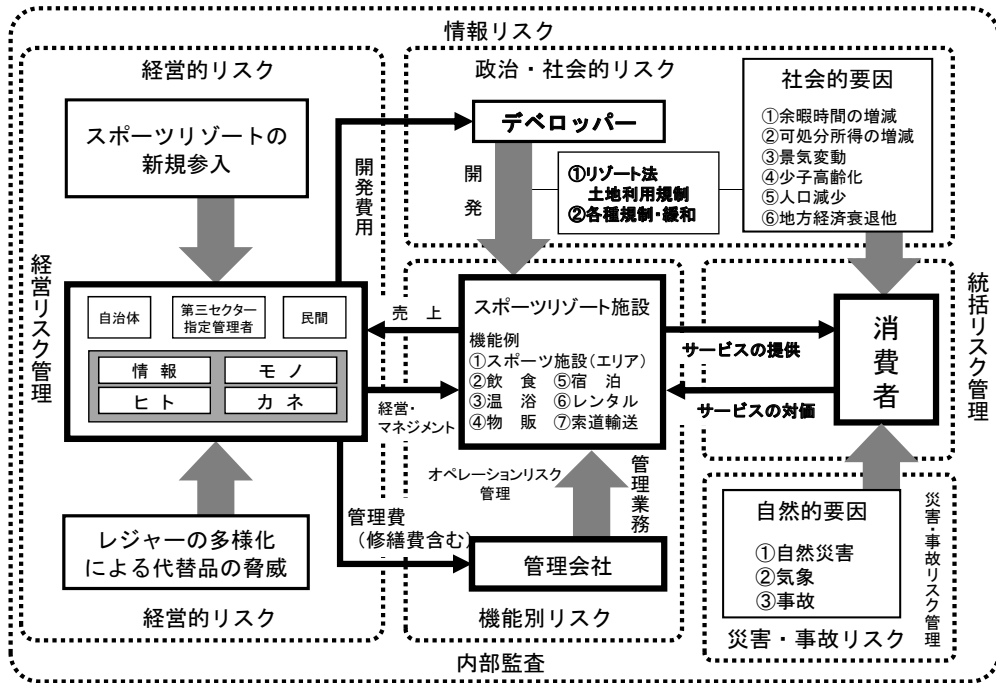 情報リスク
経営的リスク
スポーツリゾートの
新規参入
開発費用
経営リスク管理
自治体
第三セクター
指定管理者
民間
情 報
モ ノ
ヒ ト
カ ネ
レジャーの多様化
による代替品の脅威
経営的リスク
政治・社会的リスク
デベロッパー
開 発
①リゾート法
土地利用規制
②各種規制・緩和
社会的要因
①余暇時間の増減
②可処分所得の増減
③景気変動
④少子高齢化
⑤人口減少
⑥地方経済衰退他
売 上
経営・
マネジメント
スポーツリゾート施設
機能例
①スポーツ施設（エリア）
②飲 食 ⑤宿 泊
③温 浴 ⑥レンタル
④物 販 ⑦索道輸送
サービスの提供
サービスの対価
消費者
統括リスク管理
オペレーションリスク
管理
管理業務
管理費
（修繕費含む）
管理会社
機能別リスク
自然的要因
①自然災害
②気象
③事故
災害・事故リスク管理
災害・事故リスク
内部監査